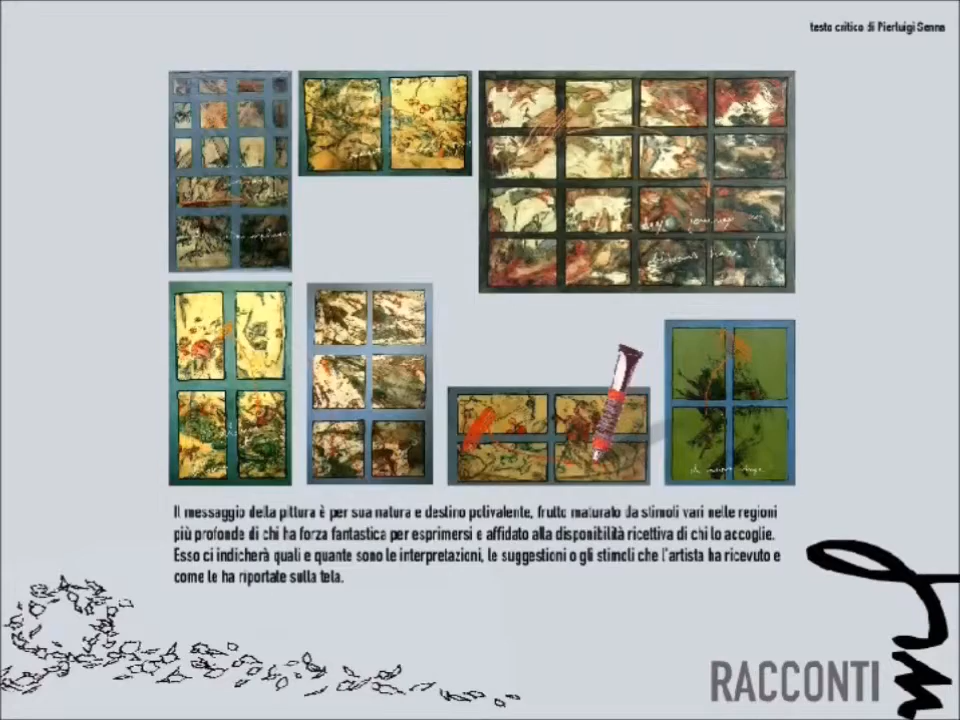 testo critico di Pierluigi Senna
Il messaggio della pittura è per sua natura e destino polivalente, frutto maturato da stimoli vari nelle regioni
più profonde di chi ha forza fantastica per esprimersi e affidato alla disponibilità ricettiva di chi lo accoglie.
Esso ci indicherà quali e quante sono le interpretazioni, le suggestioni o gli stimoli che l'artista ha ricevuto e
come le ha riportate sulla tela.
RACCONTI